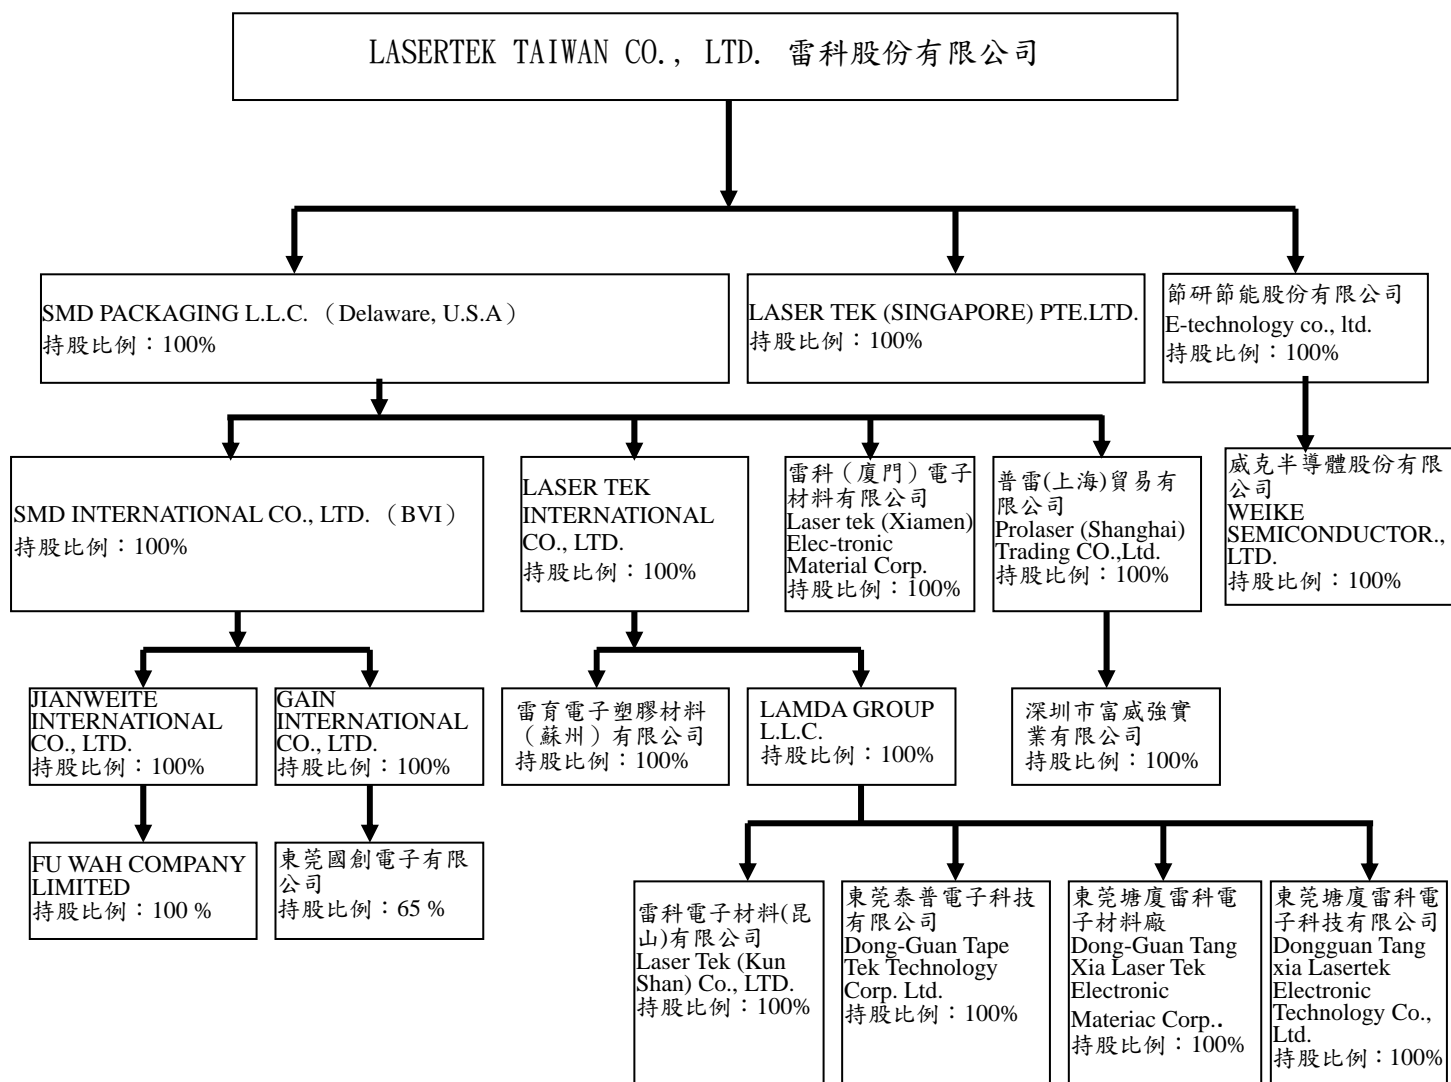 LASERTEK TAIWAN CO., LTD. 雷科股份有限公司
SMD PACKAGING L.L.C. （Delaware, U.S.A）
持股比例：100%
LASER TEK (SINGAPORE) PTE.LTD.
持股比例：100%
節研節能股份有限公司
E-technology co., ltd.
持股比例：100%
SMD INTERNATIONAL CO., LTD. （BVI）
持股比例：100%
LASER TEK
INTERNATIONAL
CO., LTD.
持股比例：100%
雷科（廈門）電子
材料有限公司
Laser tek (Xiamen)
Elec-tronic
Material Corp.
持股比例：100%
普雷(上海)貿易有
限公司
Prolaser (Shanghai)
Trading CO.,Ltd.
持股比例：100%
威克半導體股份有限
公司
WEIKE
SEMICONDUCTOR.,
LTD.
持股比例：100%
JIANWEITE
INTERNATIONAL
CO., LTD.
持股比例：100%
GAIN
INTERNATIONAL
CO., LTD.
持股比例：100%
雷育電子塑膠材料
（蘇州）有限公司
持股比例：100%
LAMDA GROUP
L.L.C.
持股比例：100%
深圳市富威強實
業有限公司
持股比例：100%
FU WAH COMPANY
LIMITED
持股比例：100 %
東莞國創電子有限
公司
持股比例：65 %
雷科電子材料(昆
山)有限公司
Laser Tek (Kun
Shan) Co., LTD.
持股比例：100%
東莞泰普電子科技
有限公司
Dong-Guan Tape
Tek Technology
Corp. Ltd.
持股比例：100%
東莞塘廈雷科電
子材料廠
Dong-Guan Tang
Xia Laser Tek
Electronic
Materiac Corp..
持股比例：100%
東莞塘廈雷科電
子科技有限公司
Dongguan Tang
xia Lasertek
Electronic
Technology Co.,
Ltd.
持股比例：100%